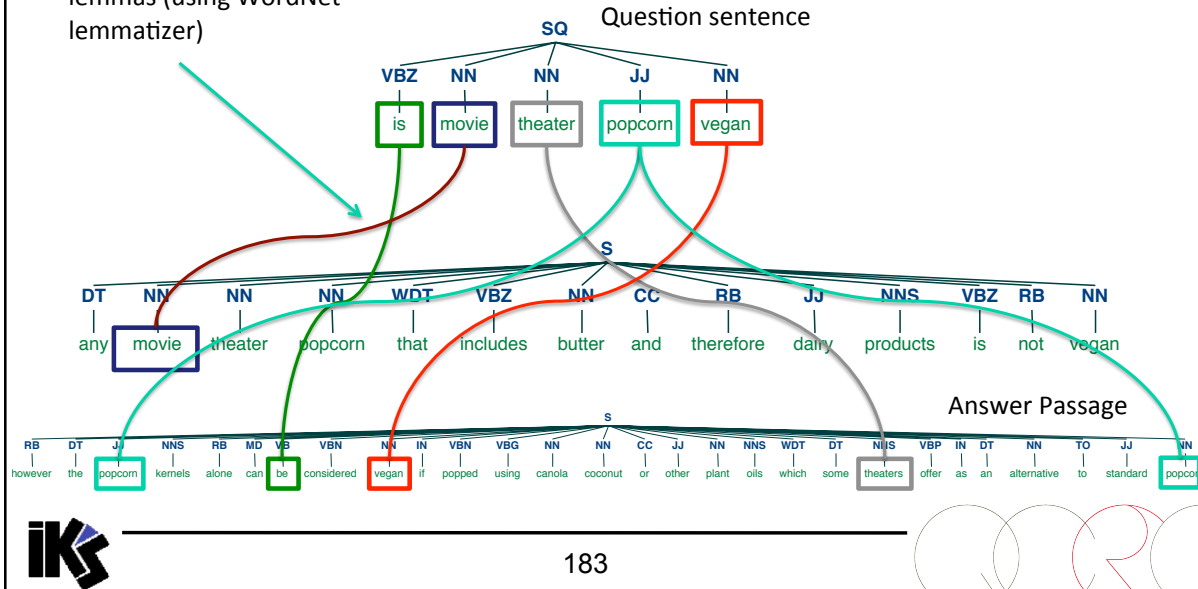 lemmas (using WordNet
lemmatizer)
Question sentence
SQ
VBZ NN NN JJ NN
is movie theater popcorn vegan
S
DT NN NN NN WDT VBZ NN CC RB JJ NNS VBZ RB NN
any movie theater popcorn that includes butter and therefore dairy products is not vegan
Answer Passage
S
RB DT JJ NNS RB MD VB VBN NN IN VBN VBG NN NN CC JJ NN NNS WDT DT NNS VBP IN DT NN TO JJ NN
however the popcorn kernels alone can be considered vegan if popped using canola coconut or other plant oils which some theaters offer as an alternative to standard popcor
iKs
183